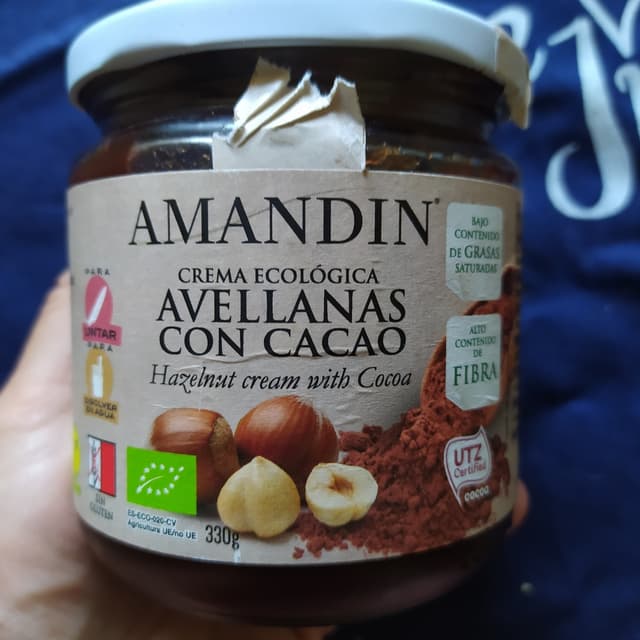 AMANDIN®
CREMA ECOLÓGICA
AVELLANAS
CON CACAO
Hazelnut cream with Cocoa
BAJO
CONTENIDO
DE GRASAS
SATURADAS
ALTO
CONTENIDO
DE
FIBRA
PARA
UNTAR
PARA
DISOLVER
EN AGUA
SIN
GLUTEN
ES-ECO-020-CV
Agricultura UE/no UE
330g
UTZ
Certified
cocoa